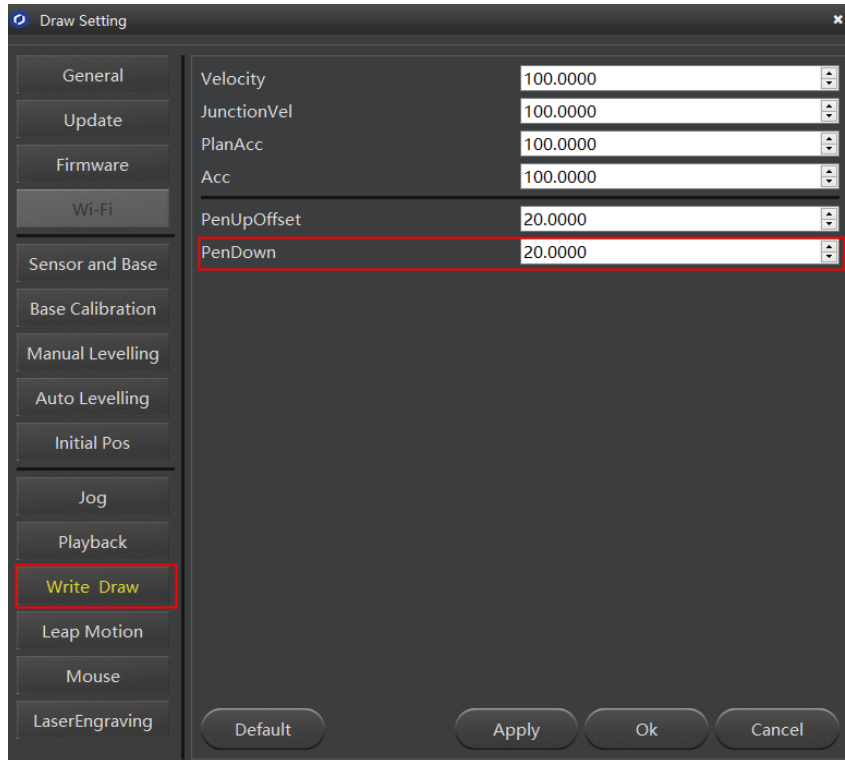 Draw Setting
General
Update
Firmware
Wi-Fi
Sensor and Base
Base Calibration
Manual Levelling
Auto Levelling
Initial Pos
Jog
Playback
Write Draw
Leap Motion
Mouse
LaserEngraving
Velocity 100.0000
JunctionVel 100.0000
PlanAcc 100.0000
Acc 100.0000
PenUpOffset 20.0000
PenDown 20.0000
Default Apply Ok Cancel